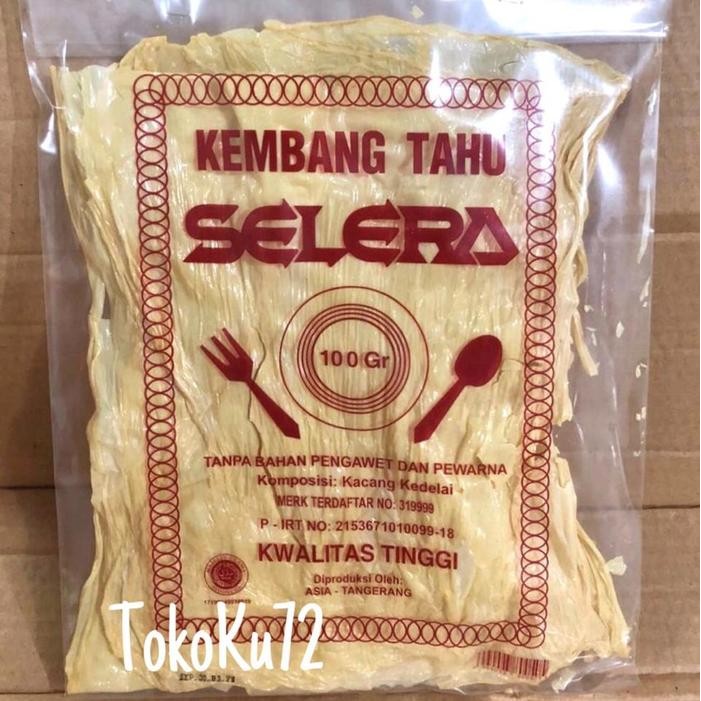 KEMBANG TAHU
SELERA
100 Gr
TANPA BAHAN PENGAWET DAN PEWARNA
Komposisi: Kacang Kedelai
MERK TERDAFTAR NO: 319999
P - IRT NO: 2153671010099-18
KWALITAS TINGGI
Diproduksi Oleh:
ASIA - TANGERANG
TokoKu72